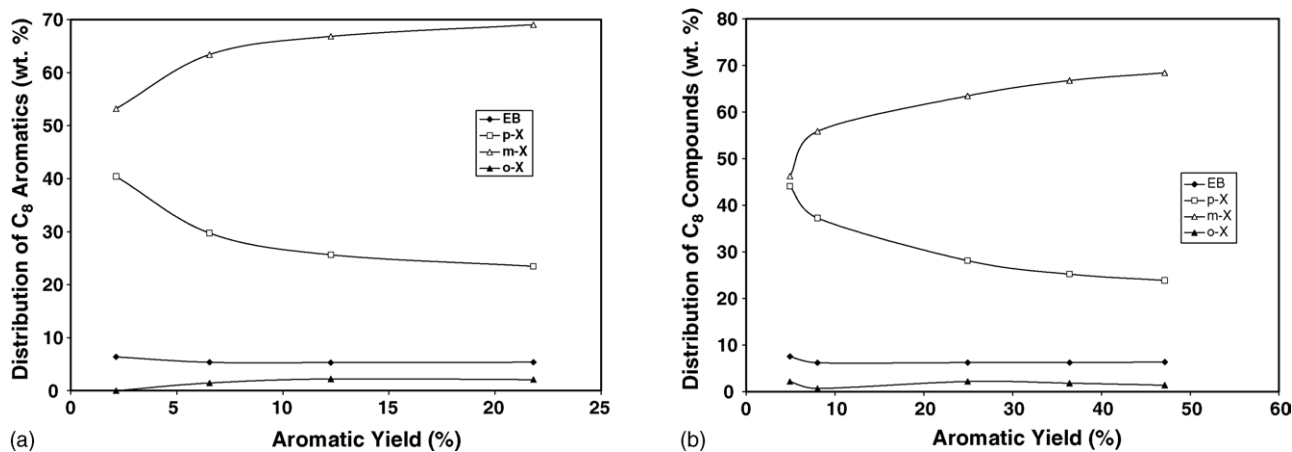 Distribution of C₈ Aromatics (wt. %)
70
60
50
40
30
20
10
0
EB
p-X
m-X
o-X
0 5 10 15 20 25
(a) Aromatic Yield (%)
Distribution of C₈ Compounds (wt. %)
80
70
60
50
40
30
20
10
0
EB
p-X
m-X
o-X
0 10 20 30 40 50 60
(b) Aromatic Yield (%)